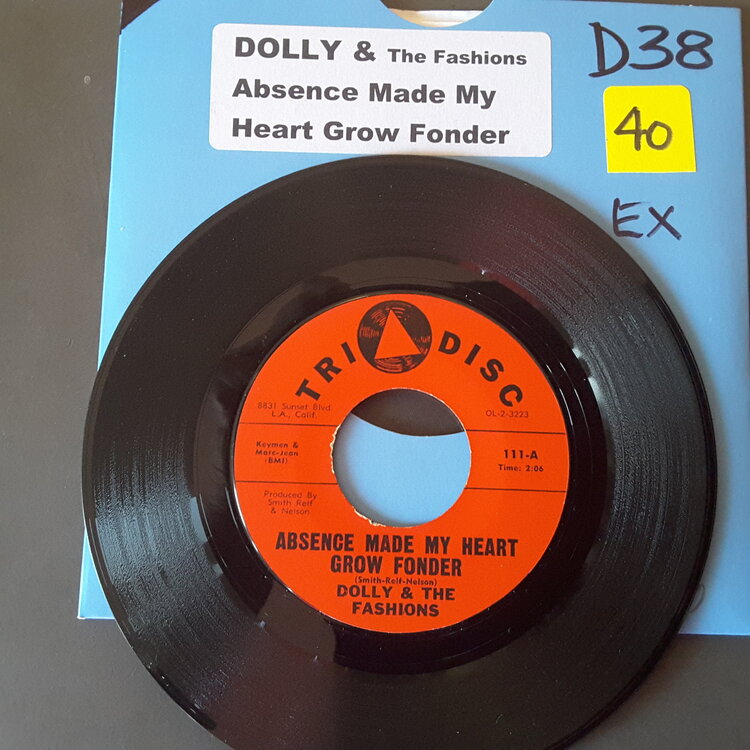 DOLLY & The Fashions
Absence Made My
Heart Grow Fonder
D38
40
EX
TRI DISC
8831 Sunset Blvd.
L.A., Calif.
OL-2-3223
Keymen &
Marc-Jean
(BMI)
111-A
Time: 2:06
Produced By
Smith Relf
& Nelson
ABSENCE MADE MY HEART
GROW FONDER
(Smith-Relf-Nelson)
DOLLY & THE
FASHIONS